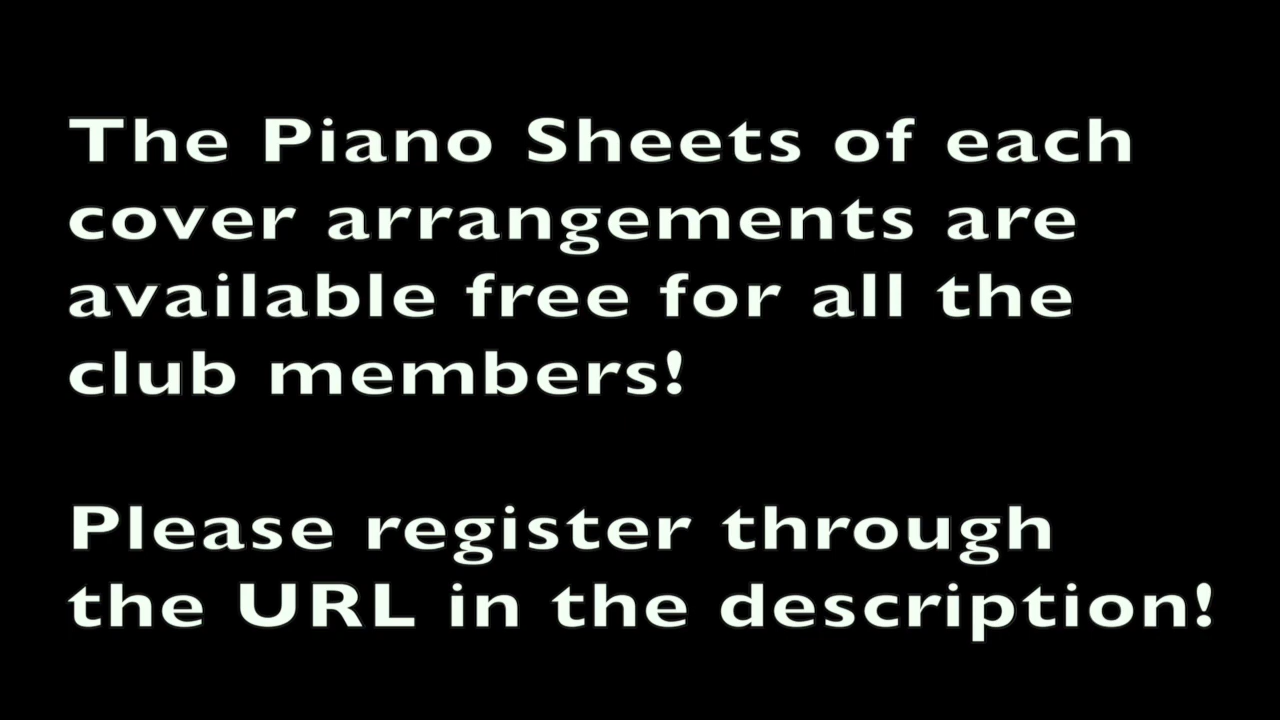 The Piano Sheets of each
cover arrangements are
available free for all the
club members!
Please register through
the URL in the description!